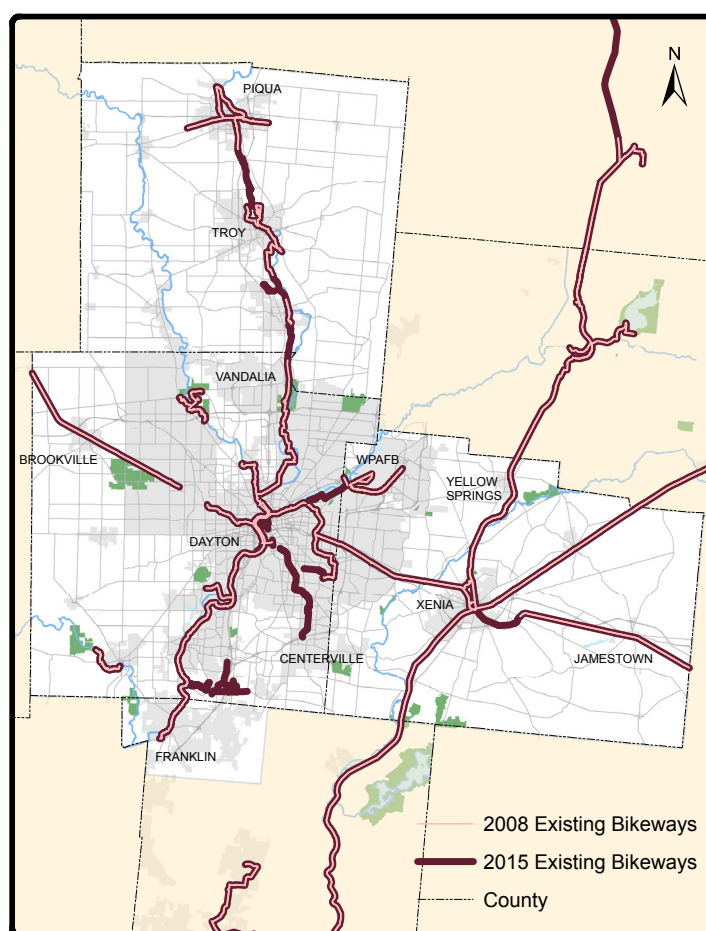 N
PIQUA
TROY
VANDALIA
BROOKVILLE
WPAFB
YELLOW
SPRINGS
DAYTON
XENIA
CENTERVILLE
JAMESTOWN
FRANKLIN
2008 Existing Bikeways
2015 Existing Bikeways
County